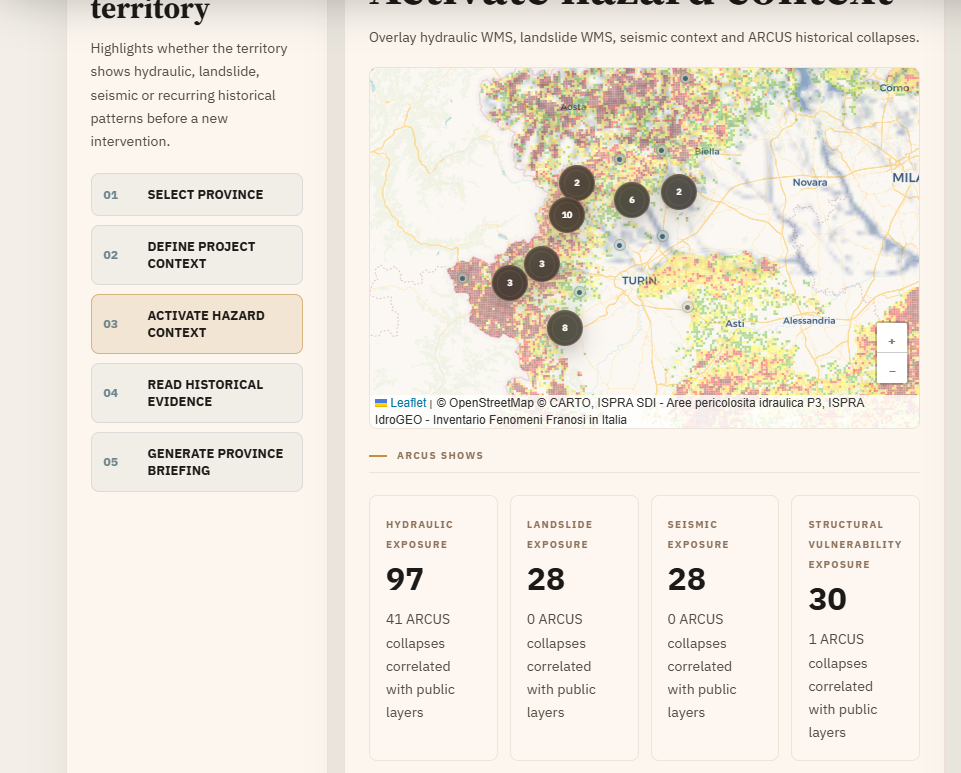 territory
Highlights whether the territory
shows hydraulic, landslide,
seismic or recurring historical
patterns before a new
intervention.
01 SELECT PROVINCE
02 DEFINE PROJECT
CONTEXT
03 ACTIVATE HAZARD
CONTEXT
04 READ HISTORICAL
EVIDENCE
05 GENERATE PROVINCE
BRIEFING
Activate hazard context
Overlay hydraulic WMS, landslide WMS, seismic context and ARCUS historical collapses.
Como
Aosta
Biella
Novara
MILA
2
10
6
2
3
3
TURIN
8
Asti
Alessandria
+
−
Leaflet | © OpenStreetMap © CARTO, ISPRA SDI - Aree pericolosita idraulica P3, ISPRA
IdroGEO - Inventario Fenomeni Franosi in Italia
ARCUS SHOWS
HYDRAULIC
EXPOSURE
97
41 ARCUS
collapses
correlated
with public
layers
LANDSLIDE
EXPOSURE
28
0 ARCUS
collapses
correlated
with public
layers
SEISMIC
EXPOSURE
28
0 ARCUS
collapses
correlated
with public
layers
STRUCTURAL
VULNERABILITY
EXPOSURE
30
1 ARCUS
collapses
correlated
with public
layers